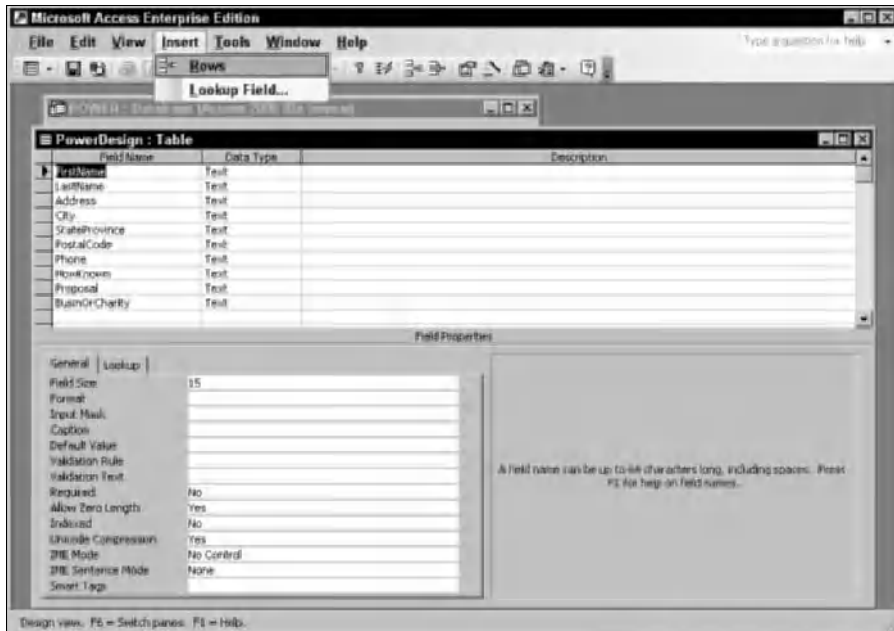 Microsoft Access Enterprise Edition
File Edit View Insert Tools Window Help
Type a question for help
Rows
Lookup Field...
PowerDesign : Table
Field Name Data Type Description
FirstName Text
LastName Text
Address Text
City Text
StateProvince Text
PostalCode Text
Phone Text
HowKnown Text
Proposal Text
BusinOrCharity Text
Field Properties
General Lookup
Field Size 15
Format
Input Mask
Caption
Default Value
Validation Rule
Validation Text
Required No
Allow Zero Length Yes
Indexed No
Unicode Compression Yes
IME Mode No Control
IME Sentence Mode None
Smart Tags
A field name can be up to 64 characters long, including spaces. Press
F1 for help on field names.
Design view. F6 = Switch panes. F1 = Help.